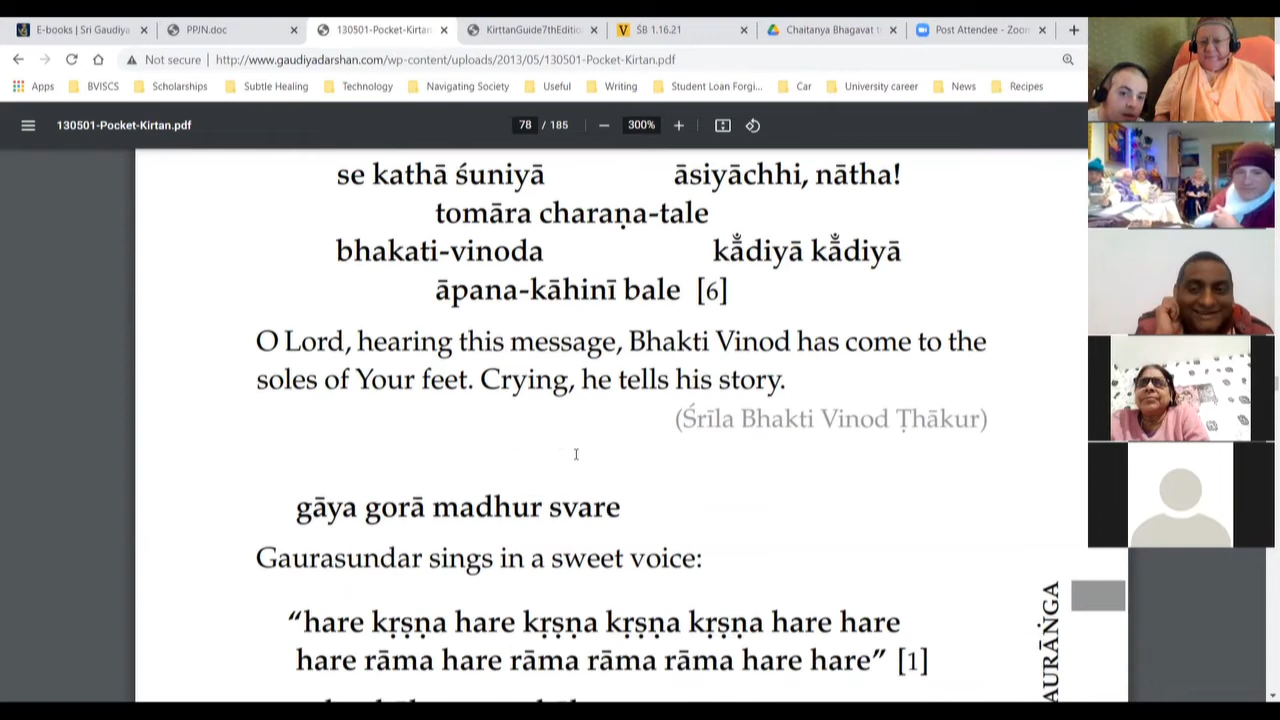 E-books | Sri Gaudiya
PPJN.doc
130501-Pocket-Kirtan
KirttanGuide7thEditio
ŚB 1.16.21
Chaitanya Bhagavat
Post Attendee - Zoom
Not secure | http://www.gaudiyadarshan.com/wp-content/uploads/2013/05/130501-Pocket-Kirtan.pdf
Apps BVISCS Scholarships Subtle Healing Technology Navigating Society Useful Writing Student Loan Forgi... Car University career News Recipes
130501-Pocket-Kirtan.pdf 78 / 185 300%
se kathā śuniyā āsiyāchhi, nātha!
tomāra charaṇa-tale
bhakati-vinoda kā̐diyā kā̐diyā
āpana-kāhinī bale [6]
O Lord, hearing this message, Bhakti Vinod has come to the
soles of Your feet. Crying, he tells his story.
(Śrīla Bhakti Vinod Ṭhākur)
gāya gorā madhur svare
Gaurasundar sings in a sweet voice:
“hare kṛṣṇa hare kṛṣṇa kṛṣṇa kṛṣṇa hare hare
hare rāma hare rāma rāma rāma hare hare” [1]
AURĀṄGA